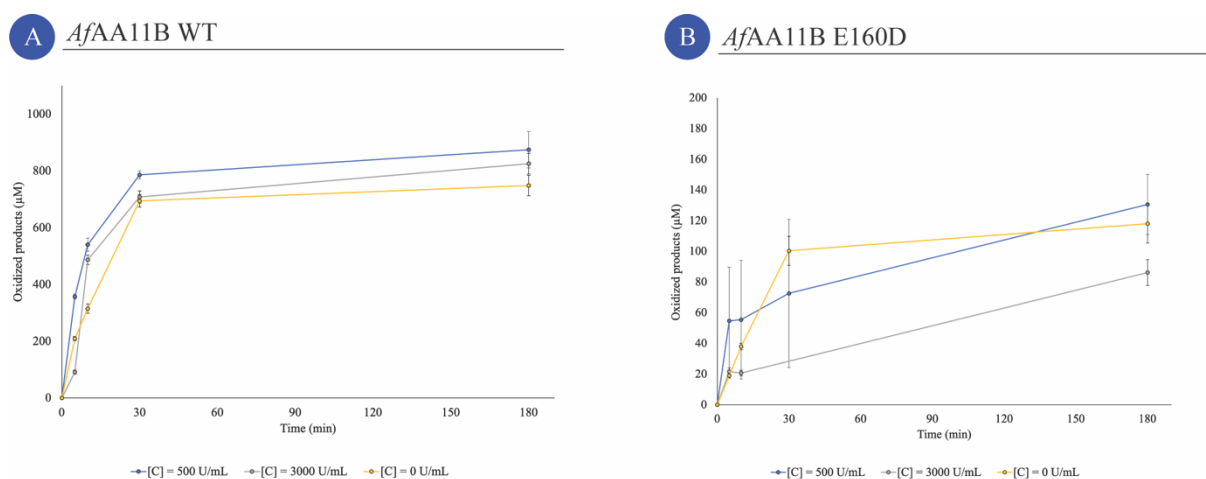 A AfAA11B WT
Oxidized products (µM)
1000
800
600
400
200
0
0 30 60 90 120 150 180
Time (min)
[C] = 500 U/mL [C] = 3000 U/mL [C] = 0 U/mL
B AfAA11B E160D
Oxidized products (µM)
200
180
160
140
120
100
80
60
40
20
0
0 30 60 90 120 150 180
Time (min)
[C] = 500 U/mL [C] = 3000 U/mL [C] = 0 U/mL